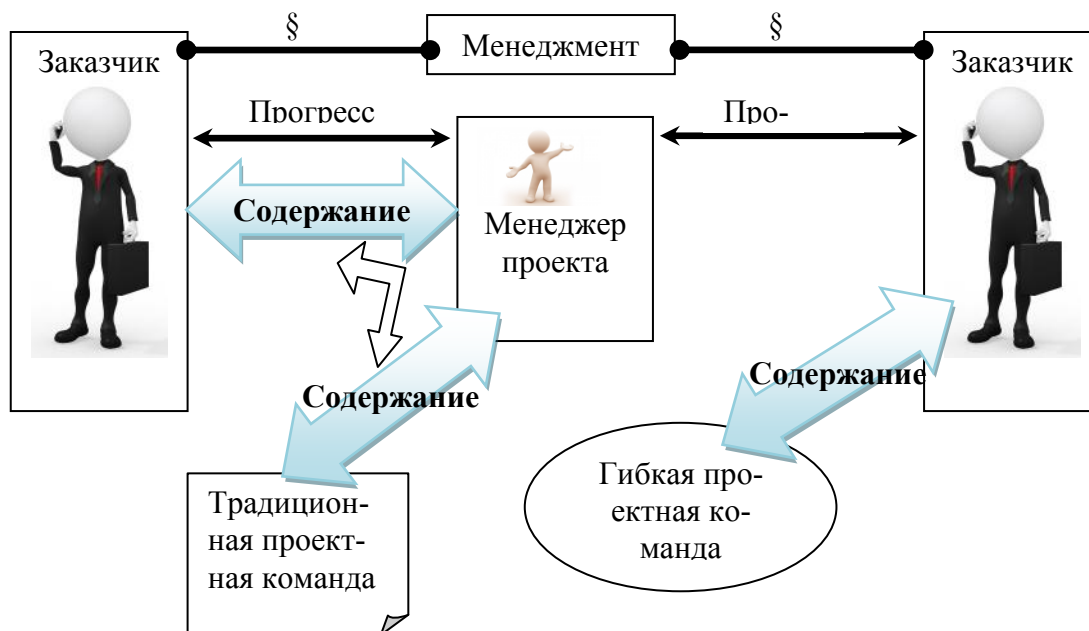 §
§
Заказчик
Менеджмент
Заказчик
Прогресс
Про-
Содержание
Менеджер
проекта
Содержание
Содержание
Традицион-
ная проект-
ная команда
Гибкая про-
ектная ко-
манда